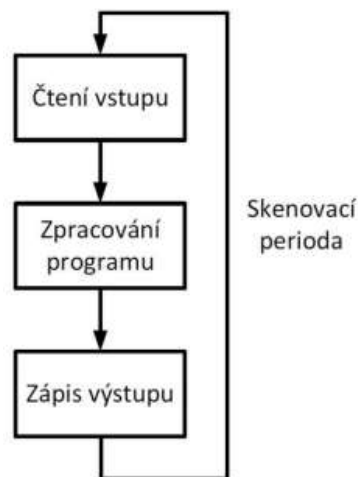 Čtení vstupu
Zpracování
programu
Skenovací
perioda
Zápis výstupu